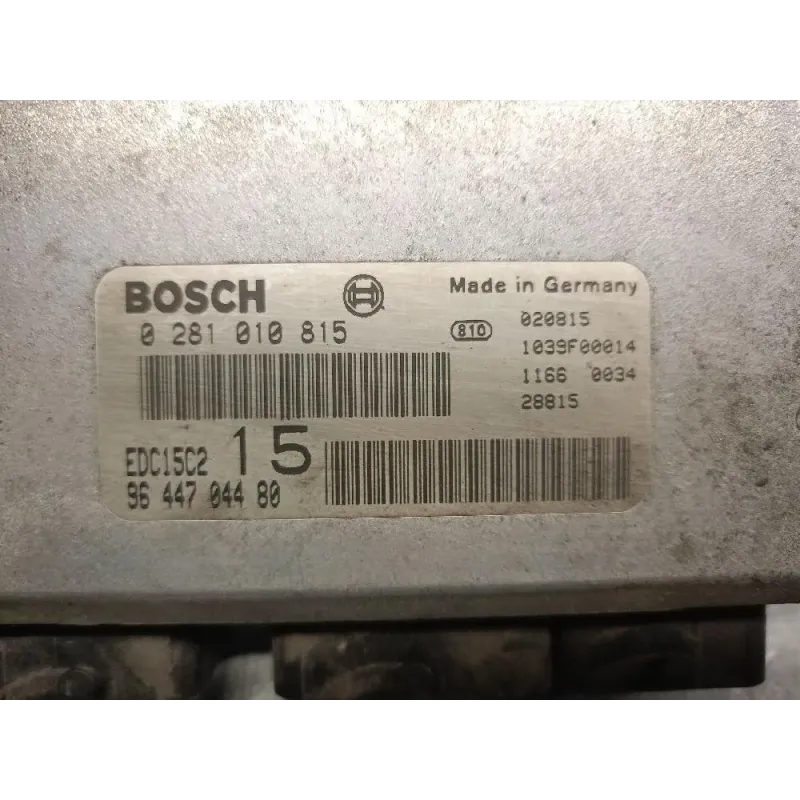 BOSCH
Made in Germany
0 281 010 815
810
020815
1039F00014
1166 0034
28815
EDC15C2 15
96 447 044 80